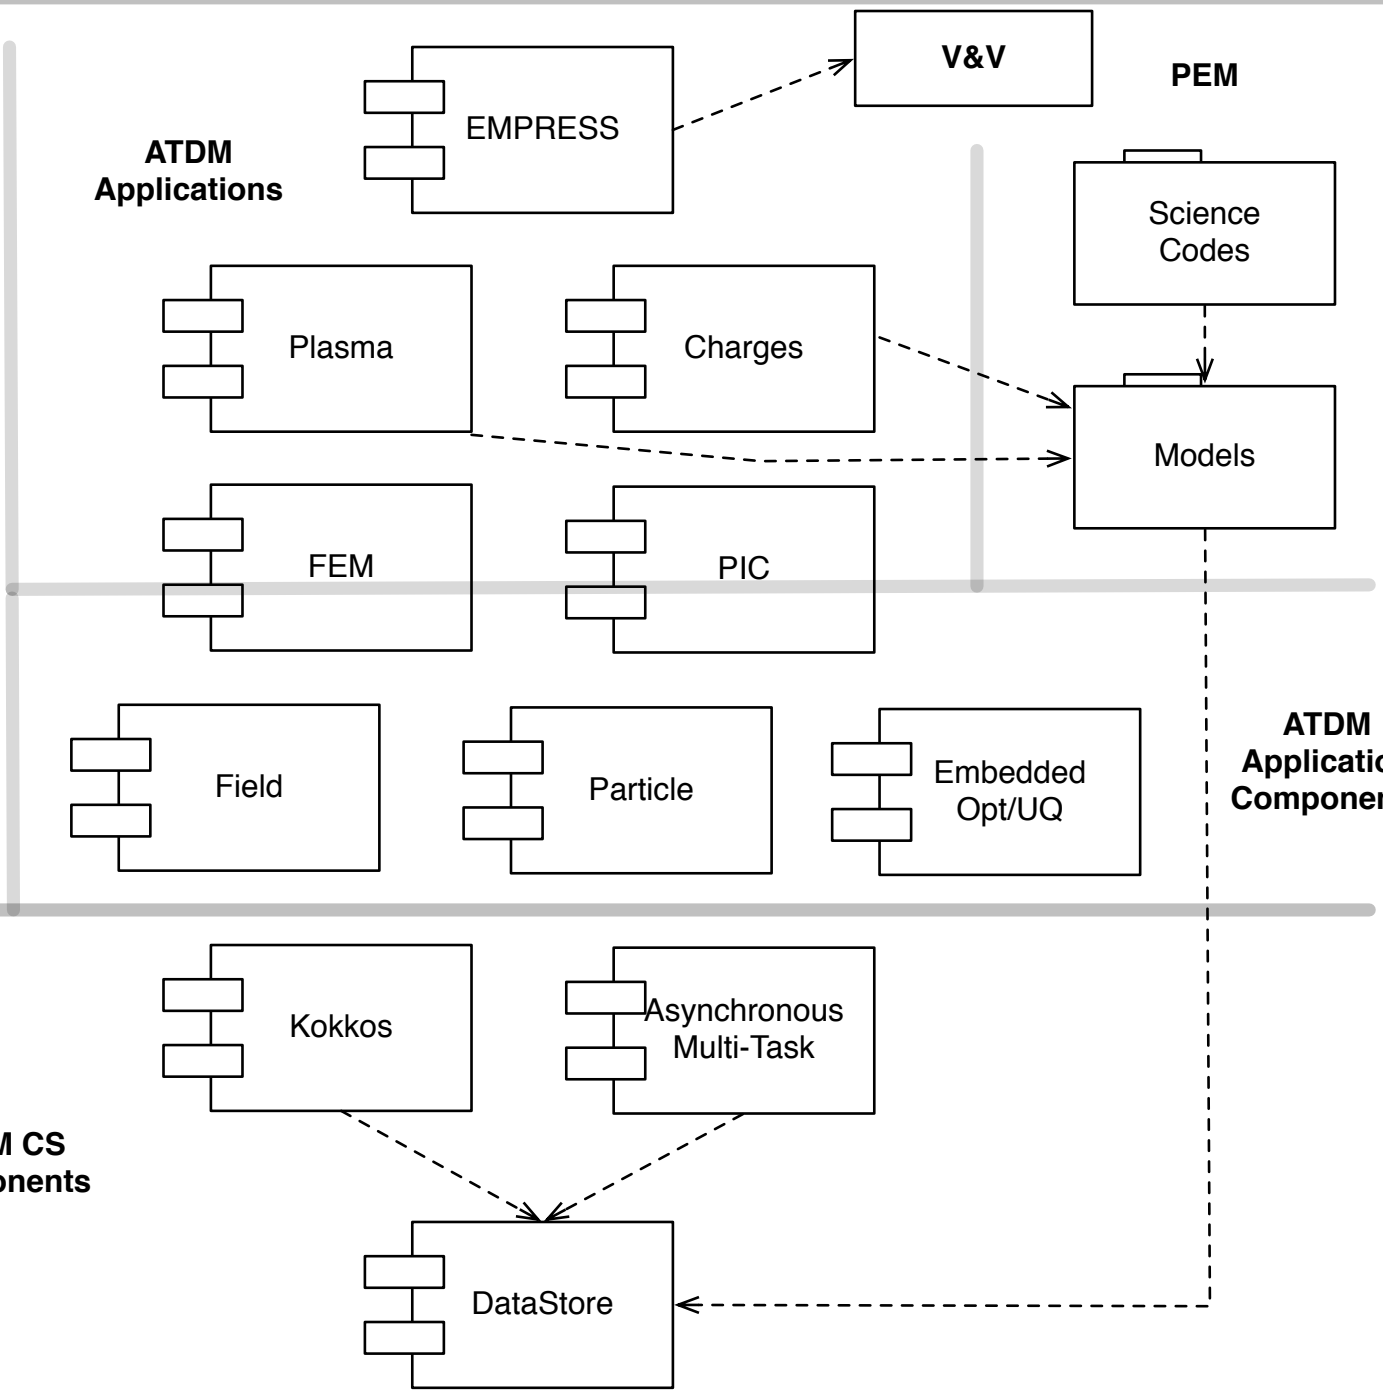 V&V
PEM
EMPRESS
ATDM
Applications
Science
Codes
Plasma
Charges
Models
FEM
PIC
ATDM
Field
Particle
Embedded
Opt/UQ
Kokkos
Asynchronous
Multi-Task
CS
DataStore